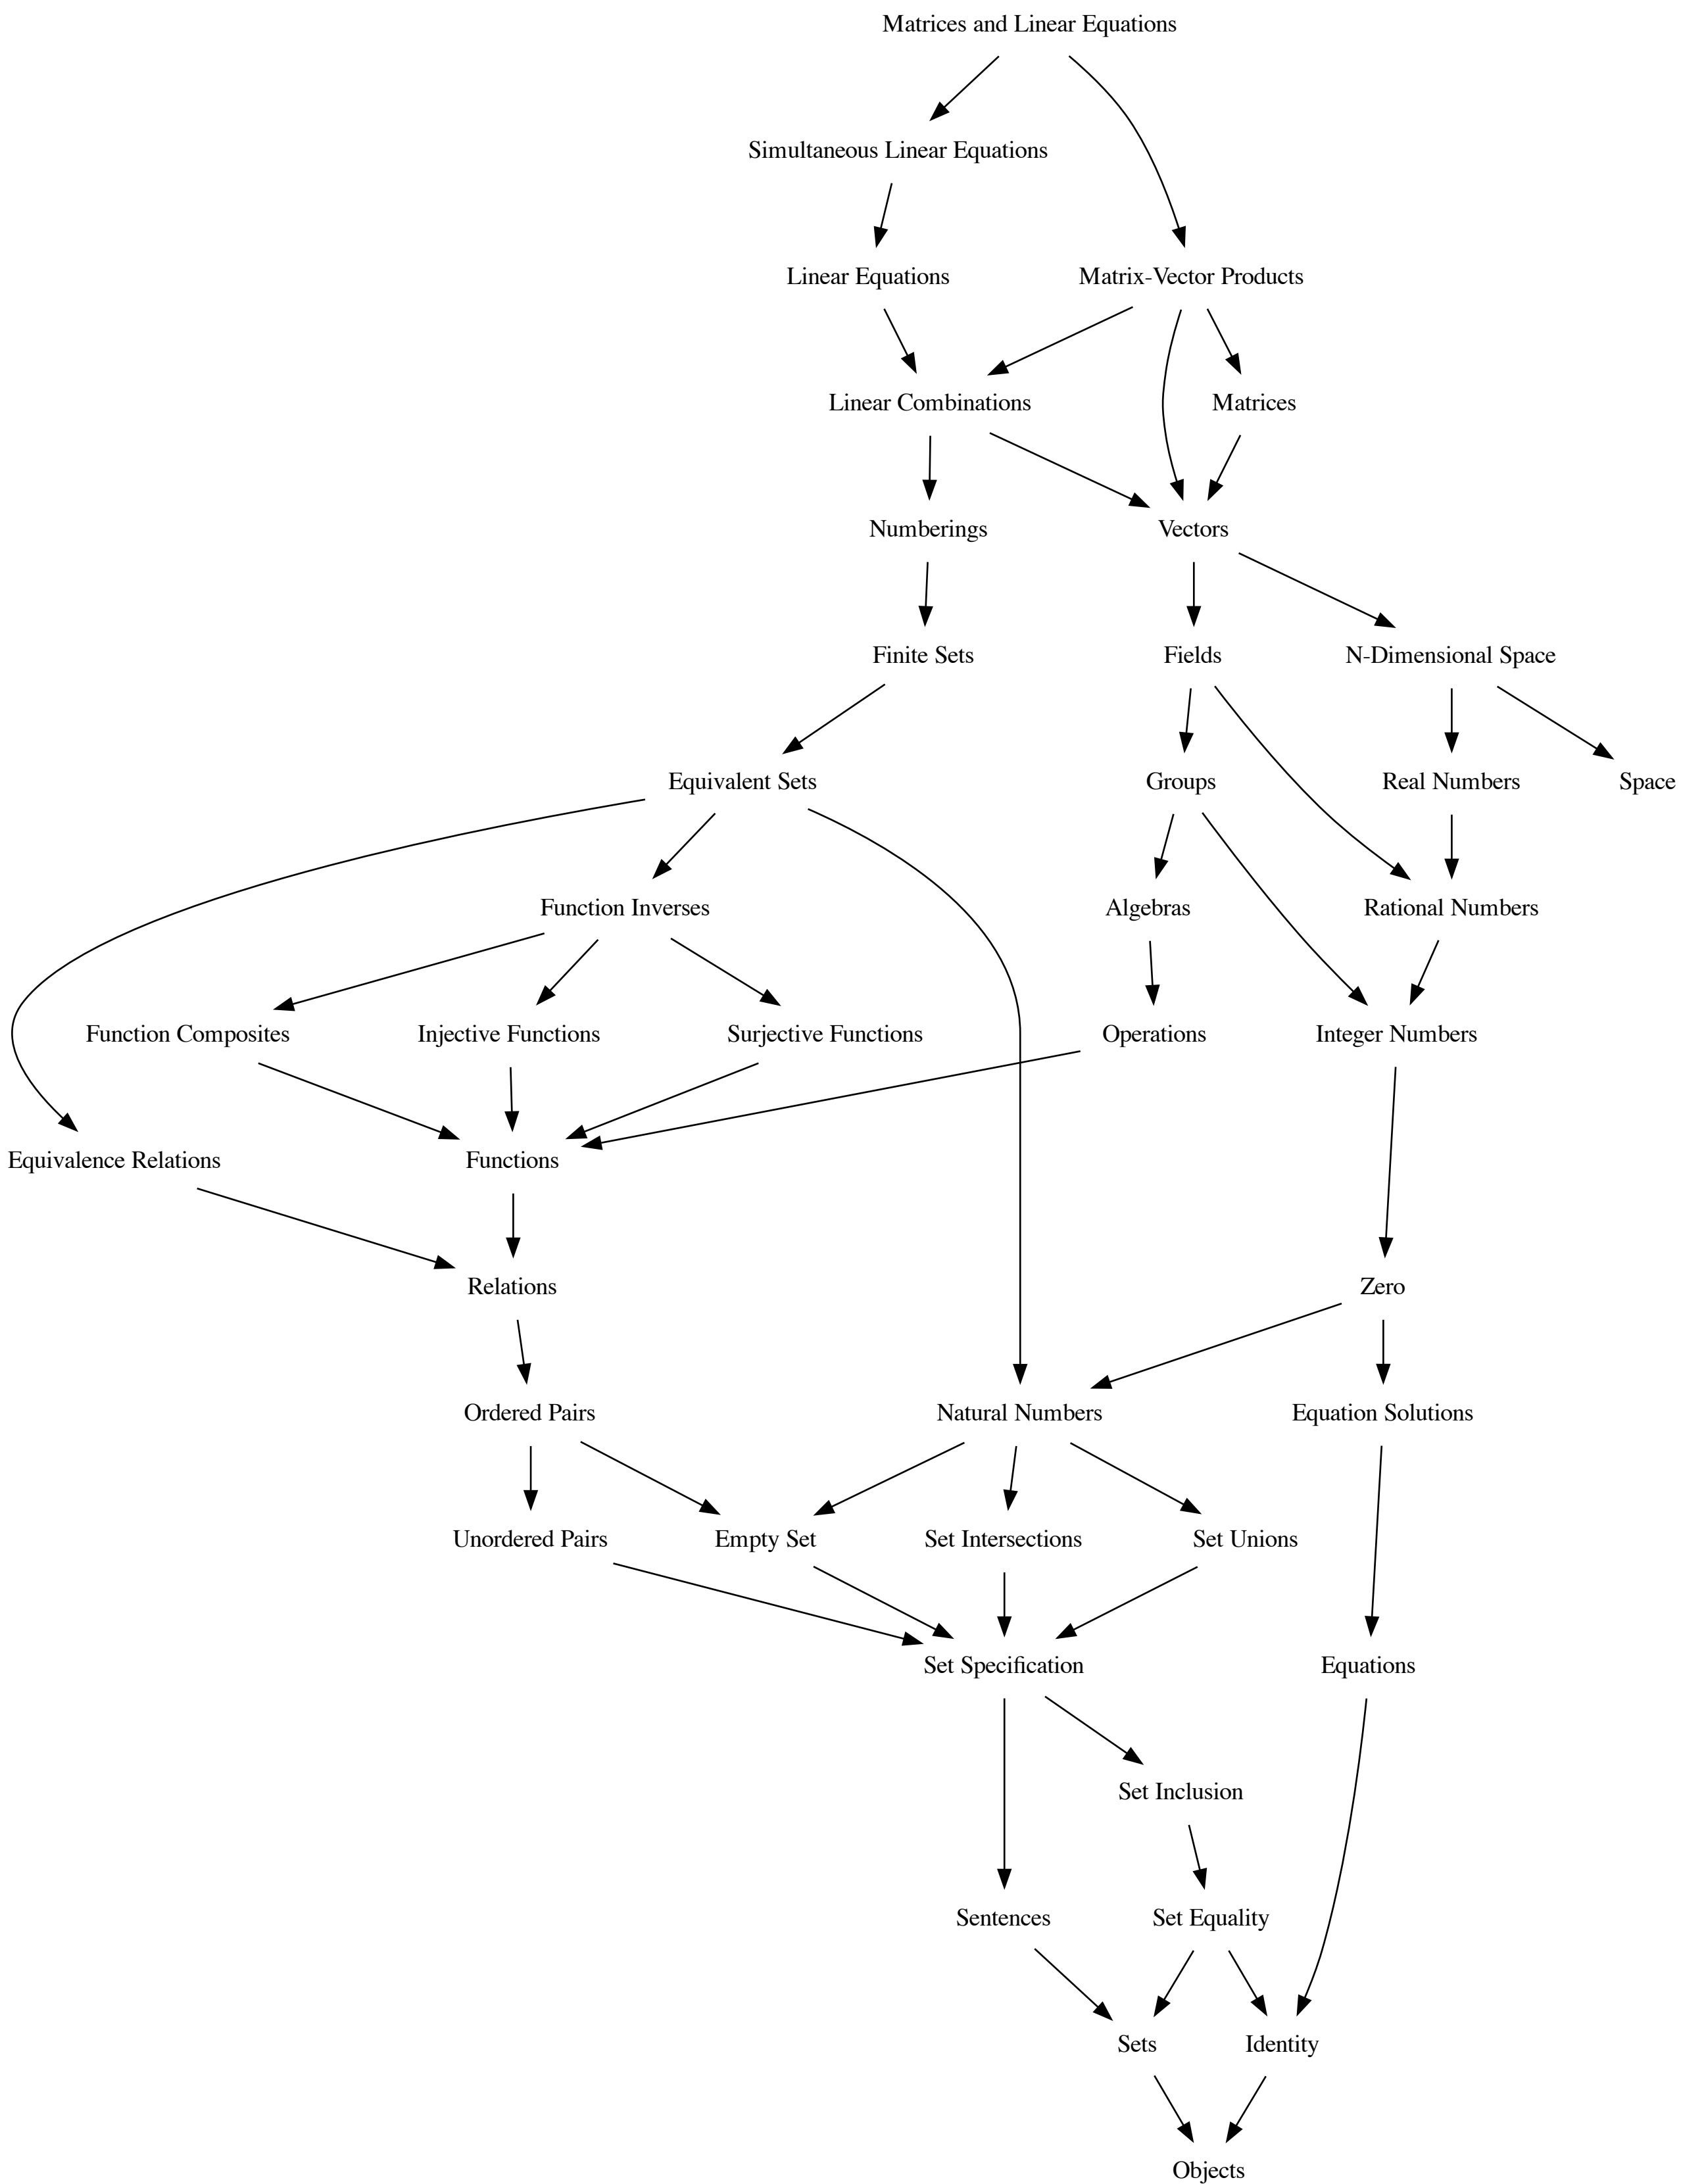 Matrices and Linear Equations
Simultaneous Linear Equations
Linear Equations
Matrix-Vector Products
Linear Combinations
Matrices
Numberings
Vectors
Finite Sets
Fields
N-Dimensional Space
Equivalent Sets
Groups
Real Numbers
Space
Function Inverses
Algebras
Rational Numbers
Function Composites
Injective Functions
Surjective Functions
Operations
Integer Numbers
Equivalence Relations
Functions
Relations
Zero
Ordered Pairs
Natural Numbers
Equation Solutions
Unordered Pairs
Empty Set
Set Intersections
Set Unions
Set Specification
Equations
Set Inclusion
Sentences
Set Equality
Sets
Identity
Objects